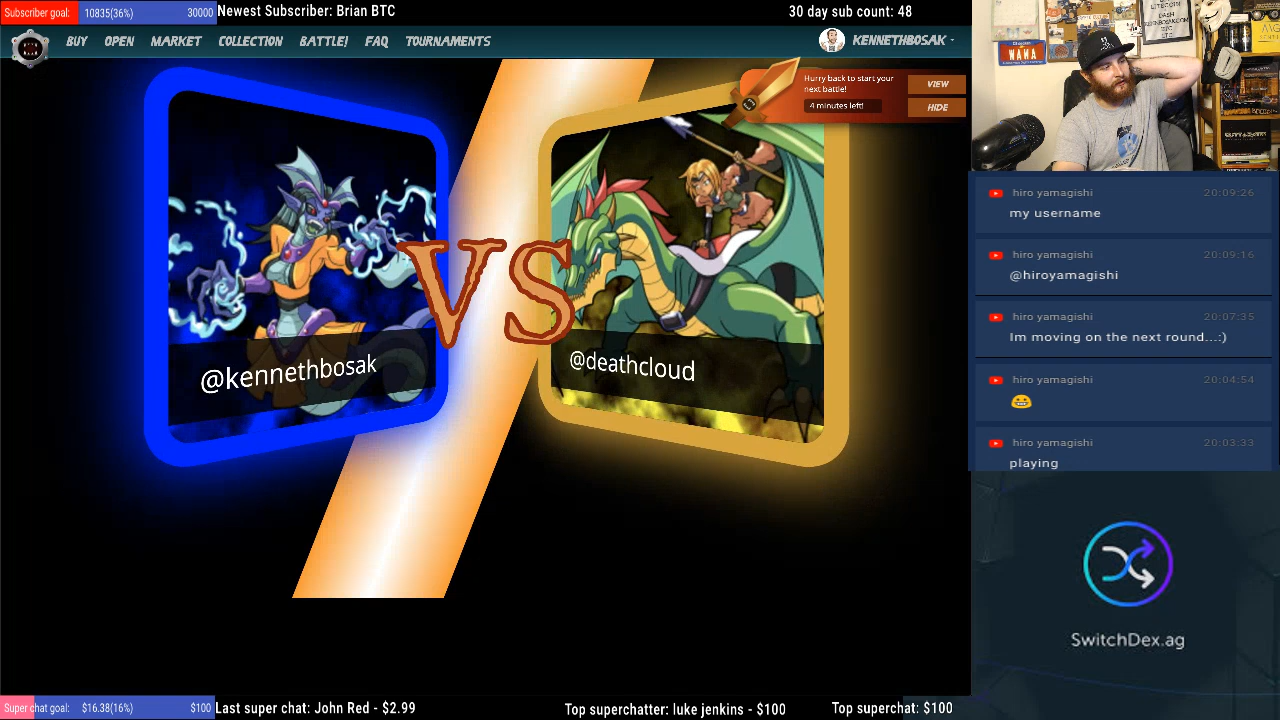 Subscriber goal: 10835(36%) 30000
Newest Subscriber: Brian BTC
30 day sub count: 48
BUY OPEN MARKET COLLECTION BATTLE! FAQ TOURNAMENTS
KENNETHBOSAK
Hurry back to start your
next battle!
4 minutes left!
VIEW
HIDE
VS
@kennethbosak
@deathcloud
LITECOIN
DASH
WAKA
hiro yamagishi 20:09:26
my username
hiro yamagishi 20:09:16
@hiroyamagishi
hiro yamagishi 20:07:35
Im moving on the next round...:)
hiro yamagishi 20:04:54
hiro yamagishi 20:03:33
playing
SwitchDex.ag
Super chat goal: $16.38(16%) $100
Last super chat: John Red - $2.99
Top superchatter: luke jenkins - $100
Top superchat: $100